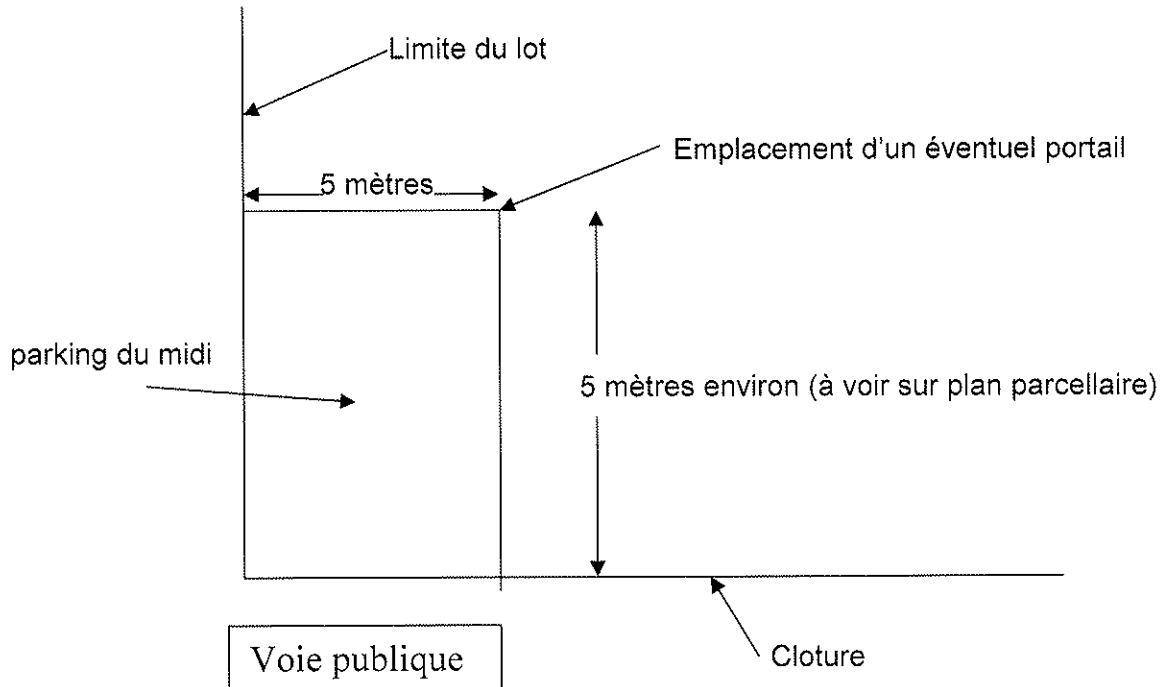 Limite du lot
Emplacement d'un éventuel portail
5 mètres
parking du midi
5 mètres environ (à voir sur plan parcellaire)
Voie publique
Cloture